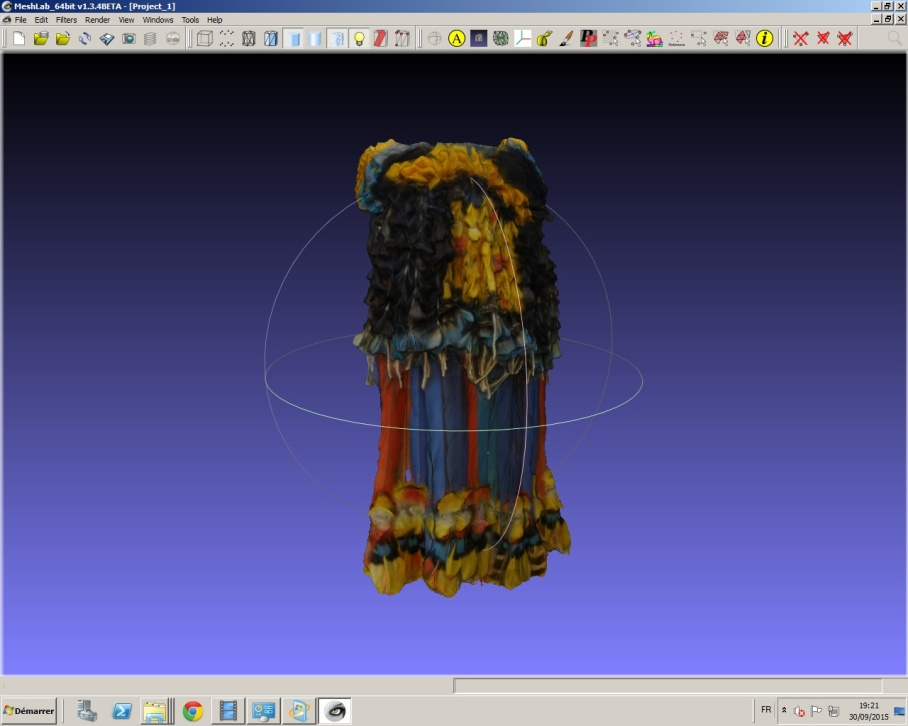 MeshLab_64bit v1.3.4BETA - [Project_1]
File Edit Filters Render View Windows Tools Help
A
i
Démarrer
FR
19:21
30/09/2015